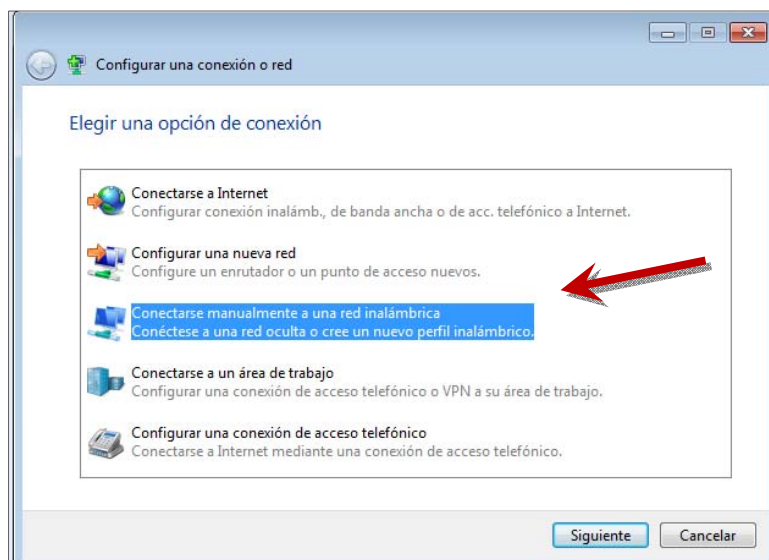 Configurar una conexión o red
Elegir una opción de conexión
Conectarse a Internet
Configurar conexión inalámb., de banda ancha o de acc. telefónico a Internet.
Configurar una nueva red
Configure un enrutador o un punto de acceso nuevos.
Conectarse manualmente a una red inalámbrica
Conéctese a una red oculta o cree un nuevo perfil inalámbrico.
Conectarse a un área de trabajo
Configurar una conexión de acceso telefónico o VPN a su área de trabajo.
Configurar una conexión de acceso telefónico
Conectarse a Internet mediante una conexión de acceso telefónico.
Siguiente Cancelar